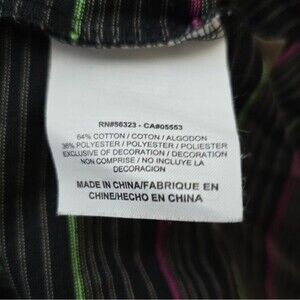 RN#56323 - CA#05553
64% COTTON / COTON / ALGODON
36% POLYESTER / POLYESTER / POLIESTER
EXCLUSIVE OF DECORATION / DECORATION
NON COMPRISE / NO INCLUYE LA
DECORACION
MADE IN CHINA/FABRIQUE EN
CHINE/HECHO EN CHINA